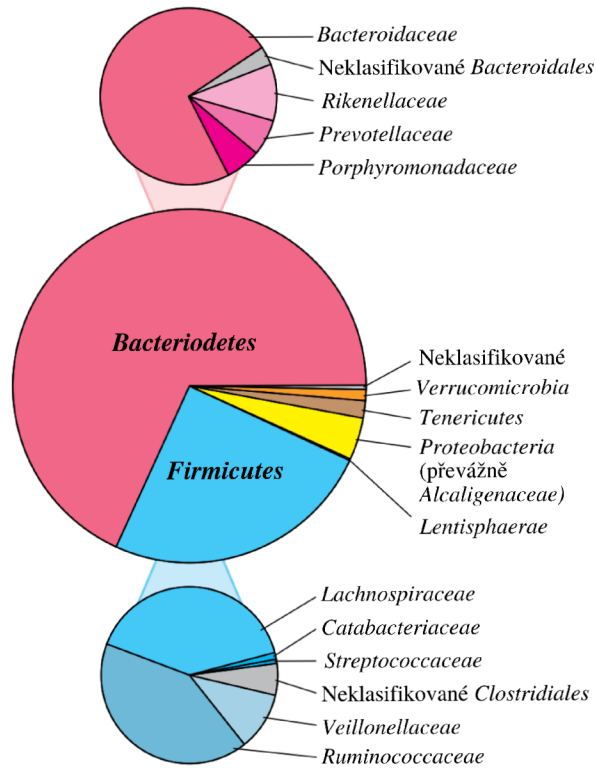 Bacteroidaceae
Neklasifikované Bacteroidales
Rikenellaceae
Prevotellaceae
Porphyromonadaceae
Bacteriodetes
Neklasifikované
Verrucomicrobia
Tenericutes
Proteobacteria
(převážně
Alcaligenaceae)
Firmicutes
Lentisphaerae
Lachnospiraceae
Catabacteriaceae
Streptococcaceae
Neklasifikované Clostridiales
Veillonellaceae
Ruminococcaceae